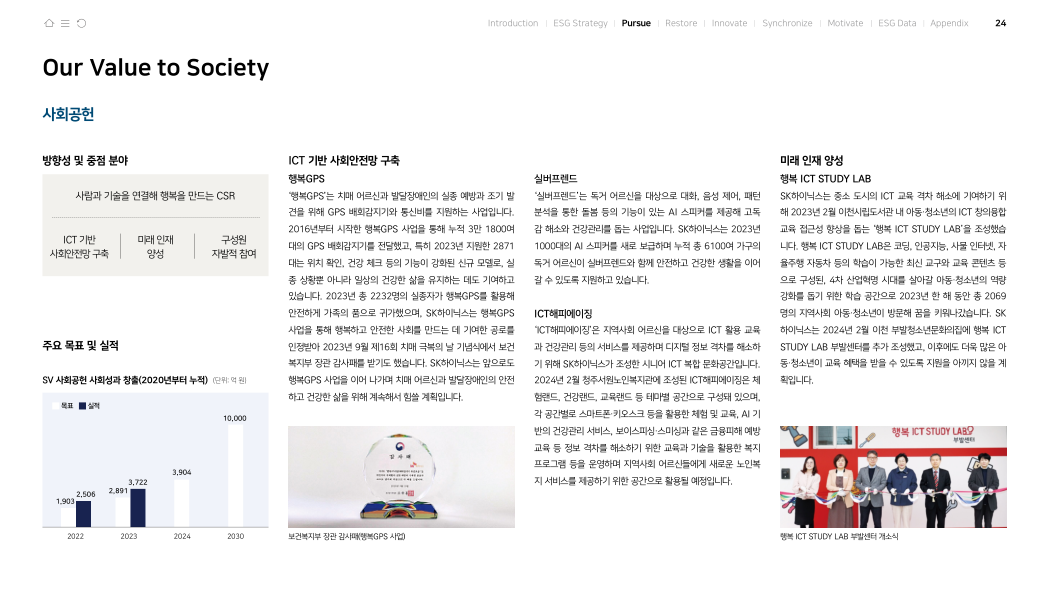 Introduction | ESG Strategy | Pursue | Restore | Innovate | Synchronize | Motivate | ESG Data | Appendix 24
Our Value to Society
사회공헌
방향성 및 중점 분야
사람과 기술을 연결해 행복을 만드는 CSR
ICT 기반
사회안전망 구축
미래 인재
양성
구성원
자발적 참여
주요 목표 및 실적
SV 사회공헌 사회성과 창출(2020년부터 누적) (단위: 억 원)
목표 실적
1,903
2,506
2,891
3,722
3,904
10,000
2022 2023 2024 2030
ICT 기반 사회안전망 구축
행복GPS
‘행복GPS’는 치매 어르신과 발달장애인의 실종 예방과 조기 발
견을 위해 GPS 배회감지기와 통신비를 지원하는 사업입니다.
2016년부터 시작한 행복GPS 사업을 통해 누적 3만 1800여
대의 GPS 배회감지기를 전달했고, 특히 2023년 지원한 2871
대는 위치 확인, 건강 체크 등의 기능이 강화된 신규 모델로, 실
종 상황뿐 아니라 일상의 건강한 삶을 유지하는 데도 기여하고
있습니다. 2023년 총 2232명의 실종자가 행복GPS를 활용해
안전하게 가족의 품으로 귀가했으며, SK하이닉스는 행복GPS
사업을 통해 행복하고 안전한 사회를 만드는 데 기여한 공로를
인정받아 2023년 9월 제16회 치매 극복의 날 기념식에서 보건
복지부 장관 감사패를 받기도 했습니다. SK하이닉스는 앞으로도
행복GPS 사업을 이어 나가며 치매 어르신과 발달장애인의 안전
하고 건강한 삶을 위해 계속해서 힘쓸 계획입니다.
감사패
보건복지부 장관 감사패(행복GPS 사업)
실버프렌드
‘실버프렌드’는 독거 어르신을 대상으로 대화, 음성 제어, 패턴
분석을 통한 돌봄 등의 기능이 있는 AI 스피커를 제공해 고독
감 해소와 건강관리를 돕는 사업입니다. SK하이닉스는 2023년
1000대의 AI 스피커를 새로 보급하며 누적 총 6100여 가구의
독거 어르신이 실버프렌드와 함께 안전하고 건강한 생활을 이어
갈 수 있도록 지원하고 있습니다.
ICT해피에이징
‘ICT해피에이징’은 지역사회 어르신을 대상으로 ICT 활용 교육
과 건강관리 등의 서비스를 제공하며 디지털 정보 격차를 해소하
기 위해 SK하이닉스가 조성한 시니어 ICT 복합 문화공간입니다.
2024년 2월 청주서원노인복지관에 조성된 ICT해피에이징은 체
험랜드, 건강랜드, 교육랜드 등 테마별 공간으로 구성돼 있으며,
각 공간별로 스마트폰·키오스크 등을 활용한 체험 및 교육, AI 기
반의 건강관리 서비스, 보이스피싱·스미싱과 같은 금융피해 예방
교육 등 정보 격차를 해소하기 위한 교육과 기술을 활용한 복지
프로그램 등을 운영하며 지역사회 어르신들에게 새로운 노인복
지 서비스를 제공하기 위한 공간으로 활용될 예정입니다.
미래 인재 양성
행복 ICT STUDY LAB
SK하이닉스는 중소 도시의 ICT 교육 격차 해소에 기여하기 위
해 2023년 2월 이천시립도서관 내 아동·청소년의 ICT 창의융합
교육 접근성 향상을 돕는 ‘행복 ICT STUDY LAB’을 조성했습
니다. 행복 ICT STUDY LAB은 코딩, 인공지능, 사물 인터넷, 자
율주행 자동차 등의 학습이 가능한 최신 교구와 교육 콘텐츠 등
으로 구성된, 4차 산업혁명 시대를 살아갈 아동·청소년의 역량
강화를 돕기 위한 학습 공간으로 2023년 한 해 동안 총 2069
명의 지역사회 아동·청소년이 방문해 꿈을 키워나갔습니다. SK
하이닉스는 2024년 2월 이천 부발청소년문화의집에 행복 ICT
STUDY LAB 부발센터를 추가 조성했고, 이후에도 더욱 많은 아
동·청소년이 교육 혜택을 받을 수 있도록 지원을 아끼지 않을 계
획입니다.
행복 ICT STUDY LAB
부발센터
행복 ICT STUDY LAB 부발센터 개소식